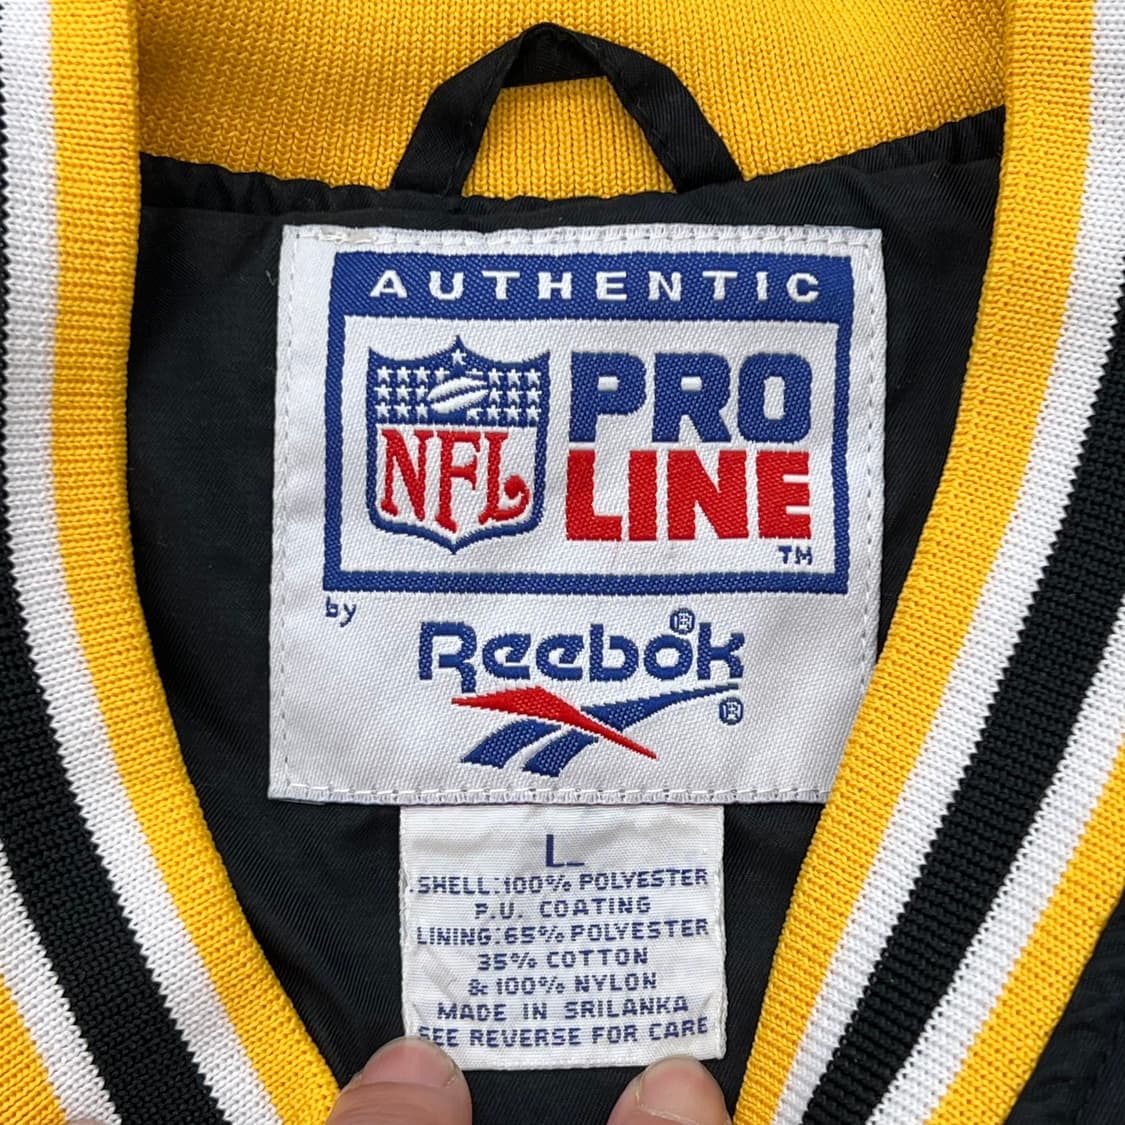 AUTHENTIC
NFL
PRO
LINE
TM
by
Reebok®
®
L
SHELL:100% POLYESTER
P.U. COATING
LINING:65% POLYESTER
35% COTTON
& 100% NYLON
MADE IN SRILANKA
SEE REVERSE FOR CARE